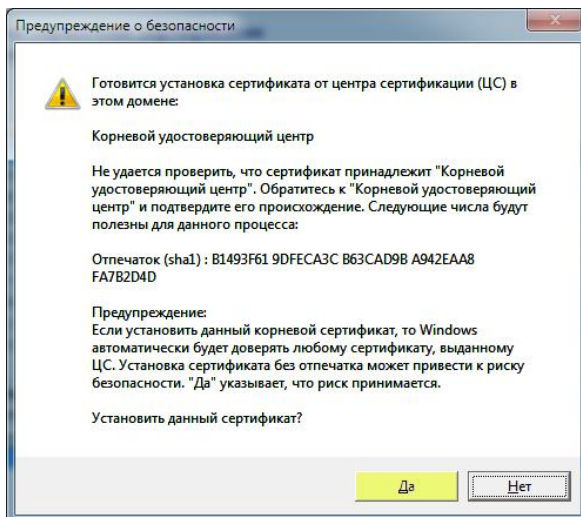 Предупреждение о безопасности
Готовится установка сертификата от центра сертификации (ЦС) в
этом домене:
Корневой удостоверяющий центр
Не удается проверить, что сертификат принадлежит "Корневой
удостоверяющий центр". Обратитесь к "Корневой удостоверяющий
центр" и подтвердите его происхождение. Следующие числа будут
полезны для данного процесса:
Отпечаток (sha1) : B1493F61 9DFECA3C B63CAD9B A942EAA8
FA7B2D4D
Предупреждение:
Если установить данный корневой сертификат, то Windows
автоматически будет доверять любому сертификату, выданному
ЦС. Установка сертификата без отпечатка может привести к риску
безопасности. "Да" указывает, что риск принимается.
Установить данный сертификат?
Да
Нет